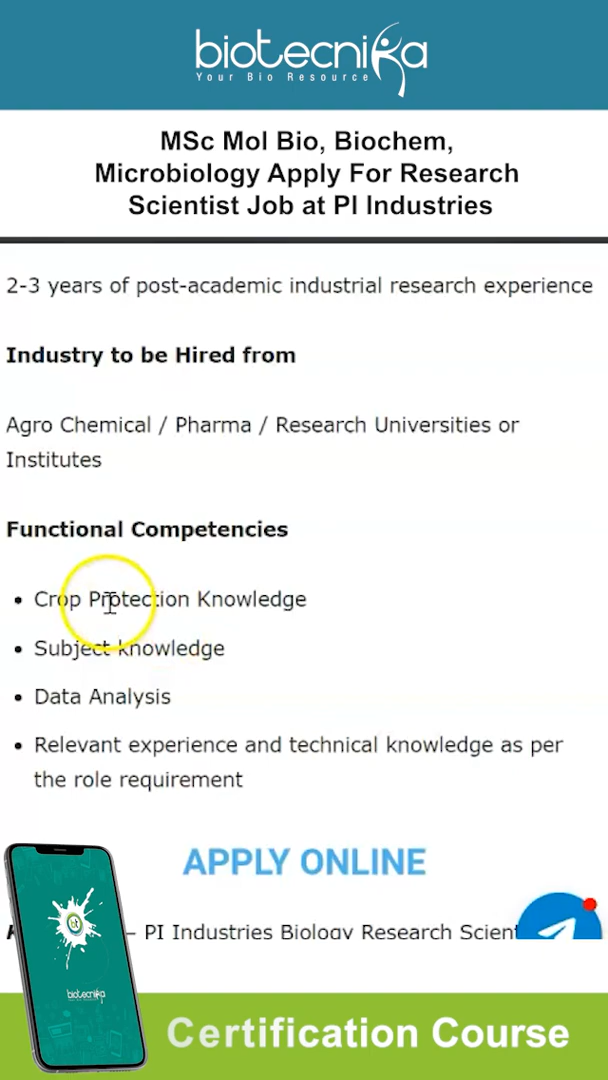 biotecnika
Your Bio Resource
MSc Mol Bio, Biochem,
Microbiology Apply For Research
Scientist Job at PI Industries
2-3 years of post-academic industrial research experience
Industry to be Hired from
Agro Chemical / Pharma / Research Universities or
Institutes
Functional Competencies
• Crop Protection Knowledge
• Subject knowledge
• Data Analysis
• Relevant experience and technical knowledge as per
the role requirement
APPLY ONLINE
– PI Industries Biology Research
bt
biotecnika
Certification Course